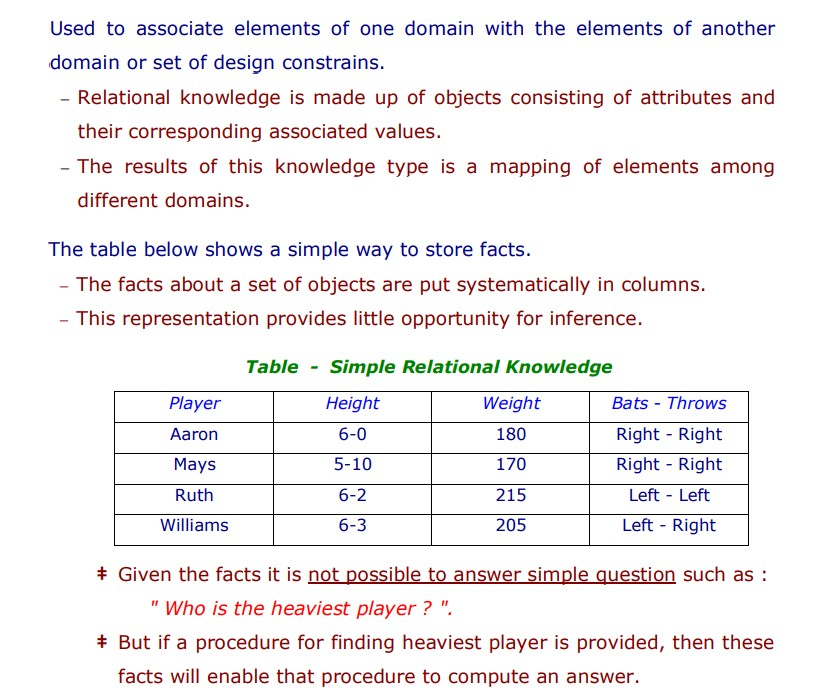 Used to associate elements of one domain with the elements of another
domain or set of design constrains.
– Relational knowledge is made up of objects consisting of attributes and
their corresponding associated values.
– The results of this knowledge type is a mapping of elements among
different domains.
The table below shows a simple way to store facts.
– The facts about a set of objects are put systematically in columns.
– This representation provides little opportunity for inference.
Table - Simple Relational Knowledge
Player Height Weight Bats - Throws
Aaron 6-0 180 Right - Right
Mays 5-10 170 Right - Right
Ruth 6-2 215 Left - Left
Williams 6-3 205 Left - Right
‡ Given the facts it is not possible to answer simple question such as :
" Who is the heaviest player ? ".
‡ But if a procedure for finding heaviest player is provided, then these
facts will enable that procedure to compute an answer.